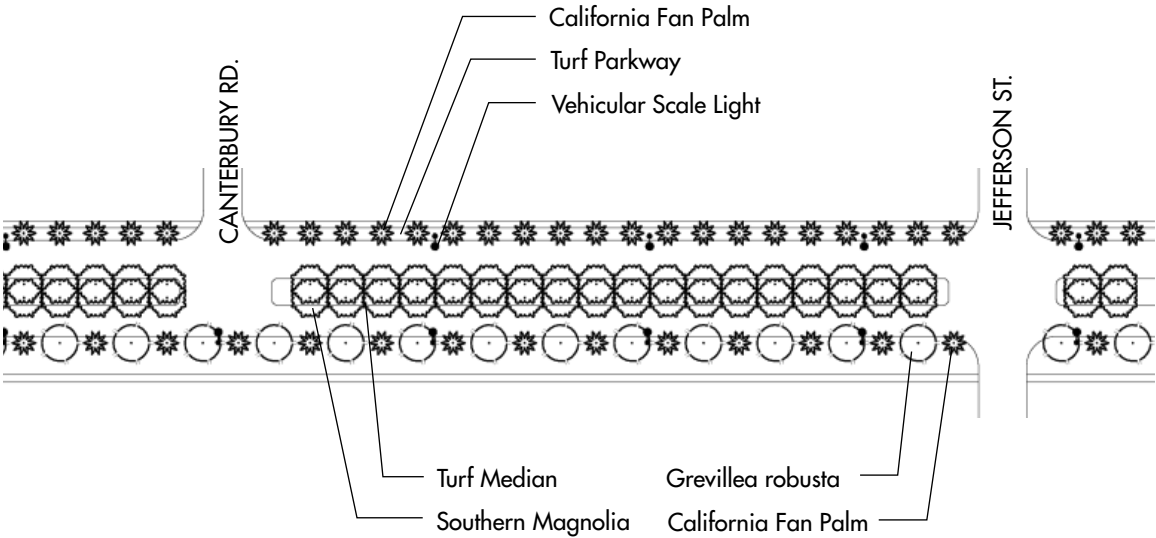 California Fan Palm
Turf Parkway
Vehicular Scale Light
CANTERBURY RD.
JEFFERSON ST.
Turf Median
Grevillea robusta
Southern Magnolia
California Fan Palm